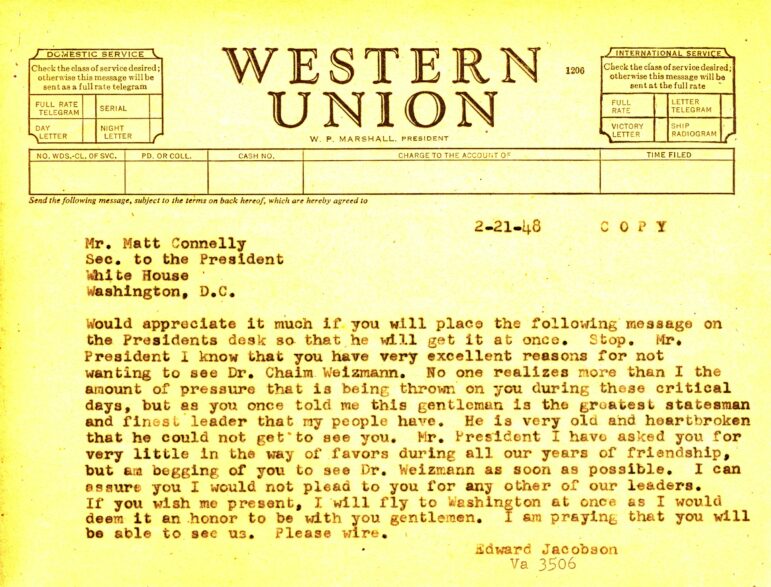 DOMESTIC SERVICE
Check the class of service desired;
otherwise this message will be
sent as a full rate telegram
FULL RATE
TELEGRAM
SERIAL
DAY
LETTER
NIGHT
LETTER
WESTERN
UNION
1206
W. P. MARSHALL, PRESIDENT
INTERNATIONAL SERVICE
Check the class of service desired;
otherwise this message will be
sent at the full rate
FULL
RATE
LETTER
TELEGRAM
VICTORY
LETTER
SHIP
RADIOGRAM
NO. WDS.-CL. OF SVC.
PD. OR COLL.
CASH NO.
CHARGE TO THE ACCOUNT OF
TIME FILED
Send the following message, subject to the terms on back hereof, which are hereby agreed to
2-21-48 COPY
Mr. Matt Connelly
Sec. to the President
White House
Washington, D.C.
Would appreciate it much if you will place the following message on
the Presidents desk so that he will get it at once. Stop. Mr.
President I know that you have very excellent reasons for not
wanting to see Dr. Chaim Weizmann. No one realizes more than I the
amount of pressure that is being thrown on you during these critical
days, but as you once told me this gentleman is the greatest statesman
and finest leader that my people have. He is very old and heartbroken
that he could not get to see you. Mr. President I have asked you for
very little in the way of favors during all our years of friendship,
but am begging of you to see Dr. Weizmann as soon as possible. I can
assure you I would not plead to you for any other of our leaders.
If you wish me present, I will fly to Washington at once as I would
deem it an honor to be with you gentlemen. I am praying that you will
be able to see us. Please wire.
Edward Jacobson
Va 3506